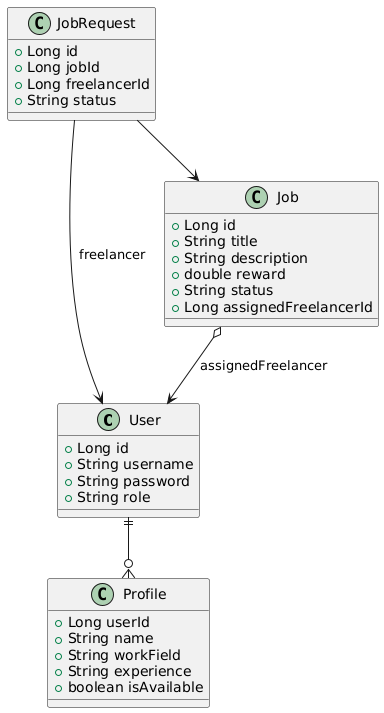 C JobRequest
Long id
Long jobId
Long freelancerId
String status
C Job
Long id
String title
String description
double reward
String status
Long assignedFreelancerId
freelancer
assignedFreelancer
C User
Long id
String username
String password
String role
C Profile
Long userId
String name
String workField
String experience
boolean isAvailable